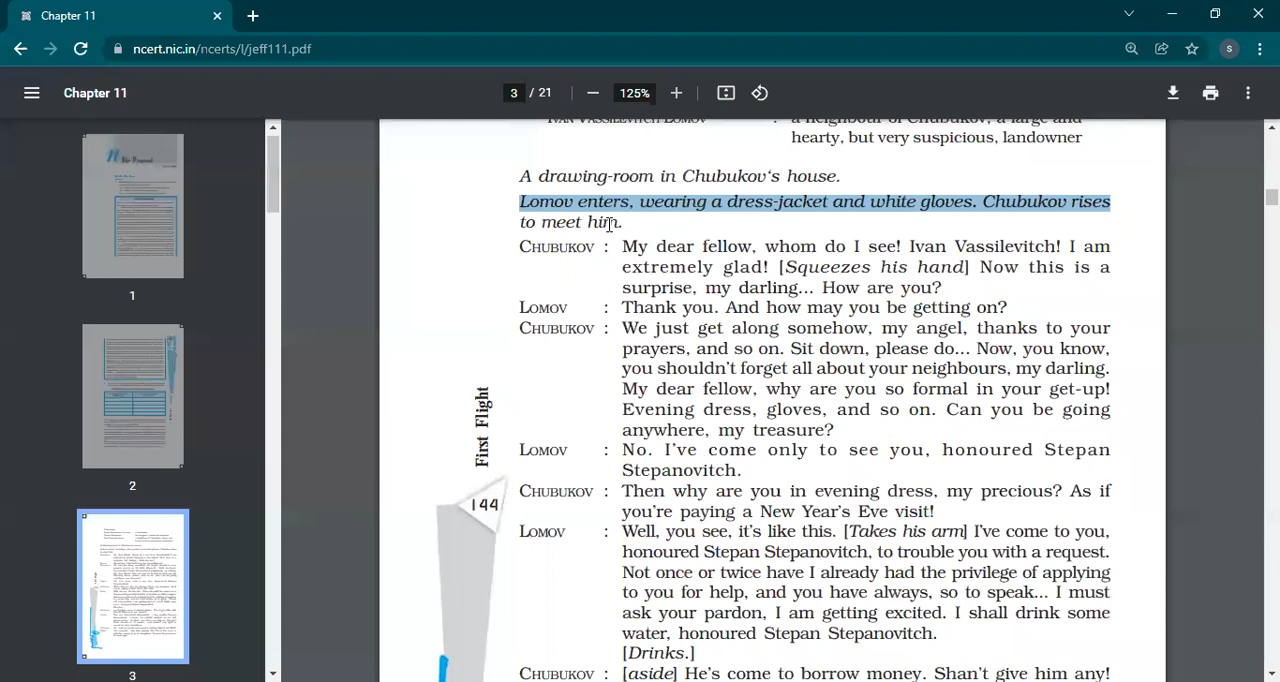 Chapter 11
ncert.nic.in/ncerts/l/jeff111.pdf
S
Chapter 11
3 / 21
125%
1
2
3
IVAN VASSILEVITCH LOMOV : a neighbour of Chubukov, a large and
hearty, but very suspicious, landowner
A drawing-room in Chubukov's house.
Lomov enters, wearing a dress-jacket and white gloves. Chubukov rises
to meet him.
CHUBUKOV : My dear fellow, whom do I see! Ivan Vassilevitch! I am
extremely glad! [Squeezes his hand] Now this is a
surprise, my darling... How are you?
LOMOV : Thank you. And how may you be getting on?
CHUBUKOV : We just get along somehow, my angel, thanks to your
prayers, and so on. Sit down, please do... Now, you know,
you shouldn't forget all about your neighbours, my darling.
My dear fellow, why are you so formal in your get-up!
Evening dress, gloves, and so on. Can you be going
anywhere, my treasure?
LOMOV : No. I've come only to see you, honoured Stepan
Stepanovitch.
CHUBUKOV : Then why are you in evening dress, my precious? As if
you're paying a New Year's Eve visit!
LOMOV : Well, you see, it's like this. [Takes his arm] I've come to you,
honoured Stepan Stepanovitch, to trouble you with a request.
Not once or twice have I already had the privilege of applying
to you for help, and you have always, so to speak... I must
ask your pardon, I am getting excited. I shall drink some
water, honoured Stepan Stepanovitch.
[Drinks.]
CHUBUKOV : [aside] He's come to borrow money. Shan't give him any!
First Flight
144